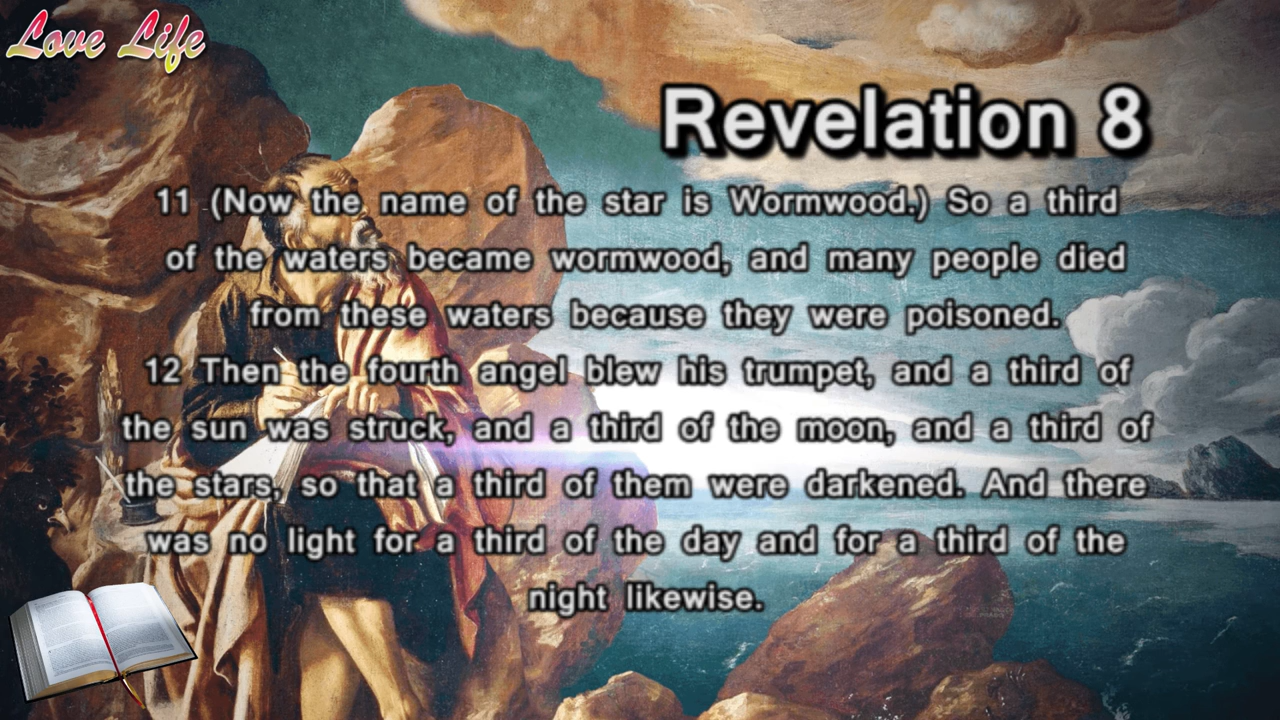 Love Life
Revelation 8
11 (Now the name of the star is Wormwood.) So a third
of the waters became wormwood, and many people died
from these waters because they were poisoned.
12 Then the fourth angel blew his trumpet, and a third of
the sun was struck, and a third of the moon, and a third of
the stars, so that a third of them were darkened. And there
was no light for a third of the day and for a third of the
night likewise.